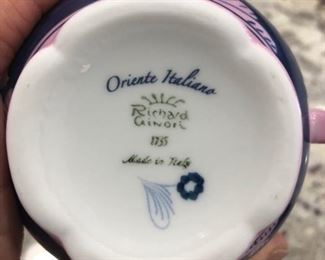 Oriente Italiano
Richard
Ginori
1735
Made in Italy